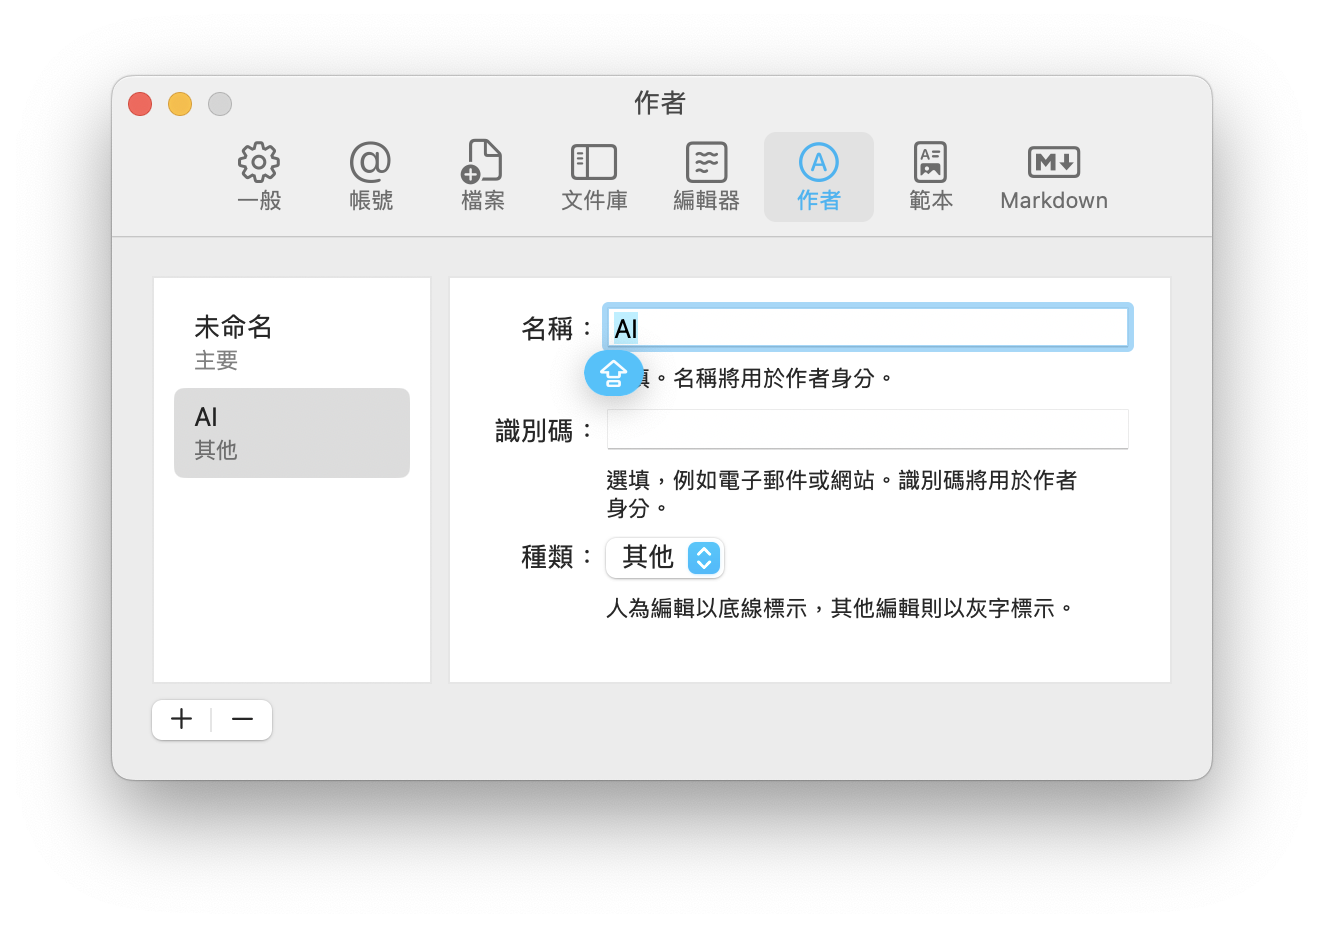 作者
一般
帳號
檔案
文件庫
編輯器
作者
範本
Markdown
未命名
主要
AI
其他
名稱：
AI
填。名稱將用於作者身分。
識別碼：
選填，例如電子郵件或網站。識別碼將用於作者
身分。
種類：
其他
人為編輯以底線標示，其他編輯則以灰字標示。